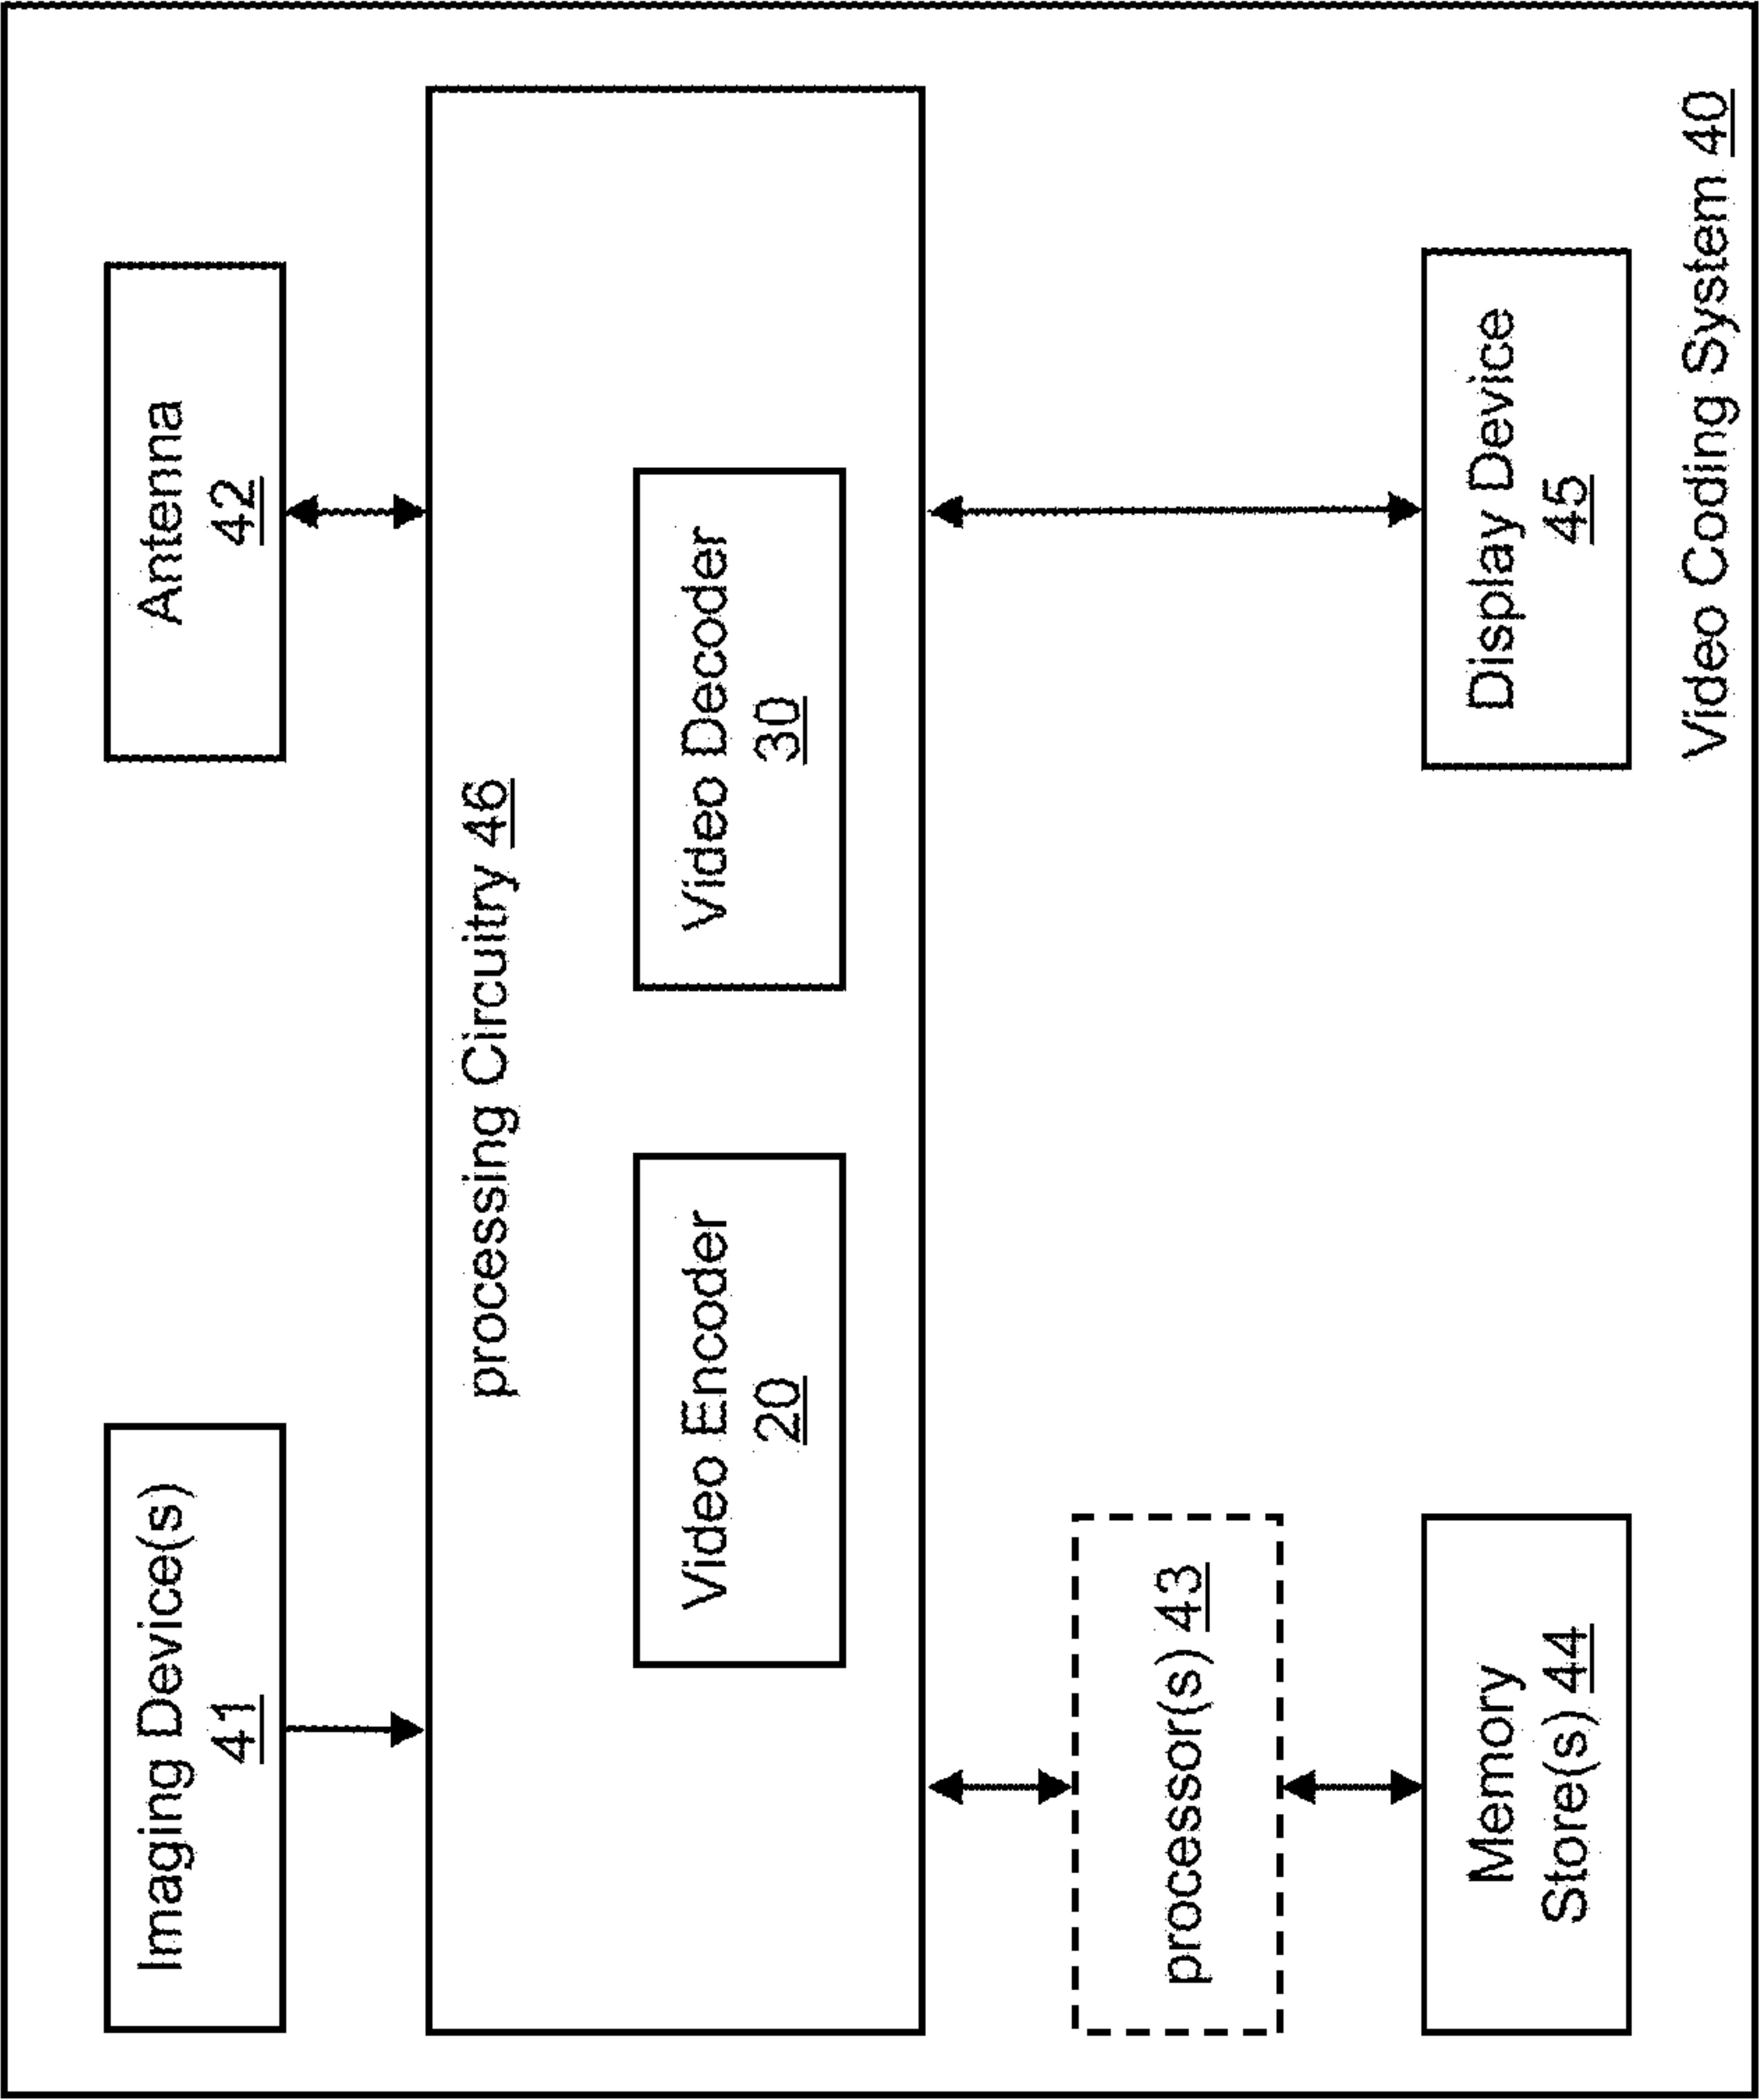 Imaging Device(s)
41
Antenna
42
processing Circuitry 46
Video Encoder
20
Video Decoder
30
processor(s) 43
Memory
Store(s) 44
Display Device
45
Video Coding System 40